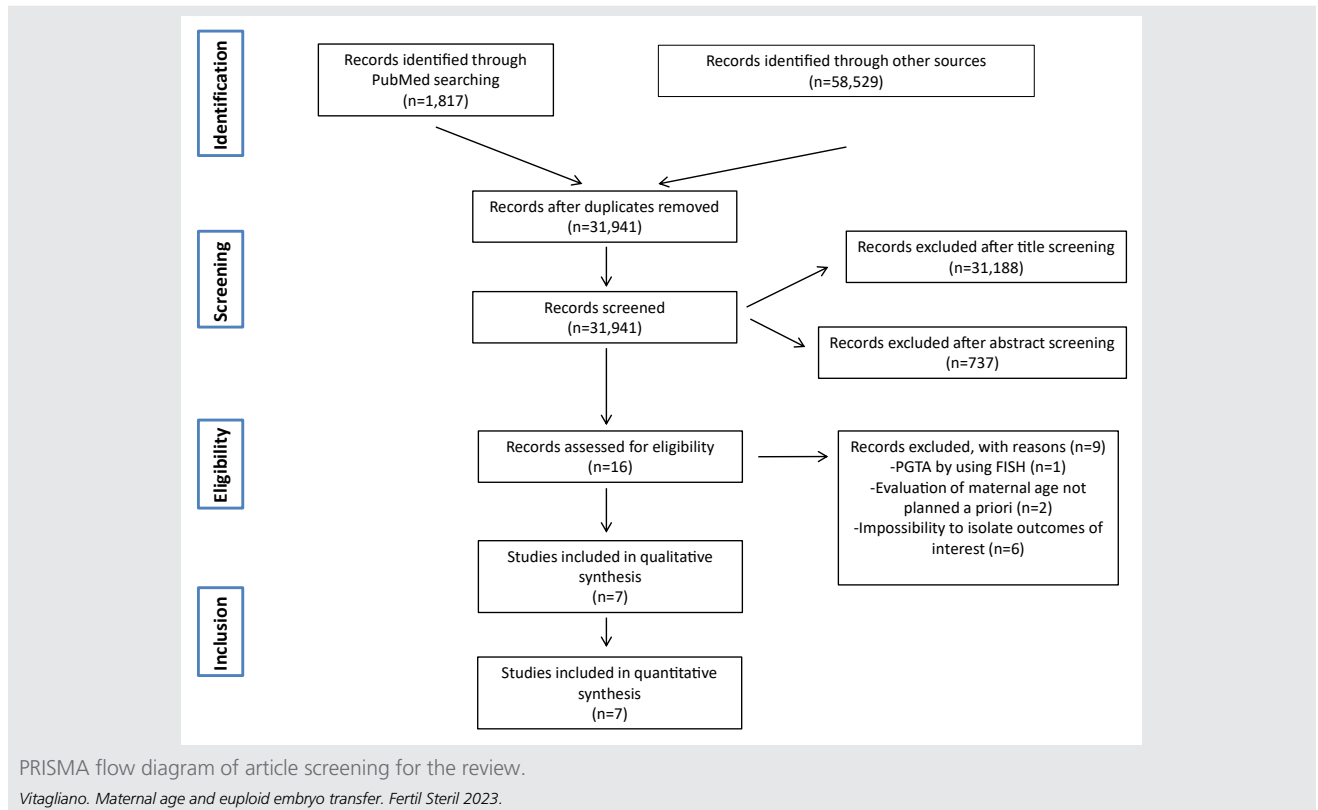 Identification
Records identified through
PubMed searching
(n=1,817)
Records identified through other sources
(n=58,529)
Records after duplicates removed
(n=31,941)
Screening
Records excluded after title screening
(n=31,188)
Records screened
(n=31,941)
Records excluded after abstract screening
(n=737)
Eligibility
Records assessed for eligibility
(n=16)
Records excluded, with reasons (n=9)
-PGTA by using FISH (n=1)
-Evaluation of maternal age not
planned a priori (n=2)
-Impossibility to isolate outcomes of
interest (n=6)
Studies included in qualitative
synthesis
(n=7)
Inclusion
Studies included in quantitative
synthesis
(n=7)
PRISMA flow diagram of article screening for the review.
Vitagliano. Maternal age and euploid embryo transfer. Fertil Steril 2023.